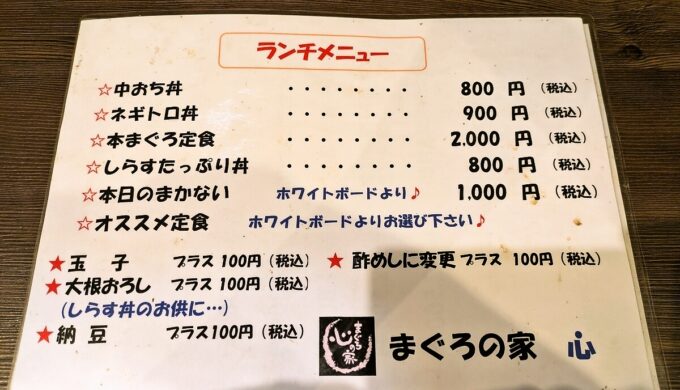 ランチメニュー
☆中おち丼 ・・・・・・・・ 800 円 (税込)
☆ネギトロ丼 ・・・・・・・・ 900 円 (税込)
☆本まぐろ定食 ・・・・・・・・ 2,000 円 (税込)
☆しらすたっぷり丼 ・・・・・・・・ 800 円 (税込)
☆本日のまかない ホワイトボードより♪ 1,000 円 (税込)
☆オススメ定食 ホワイトボードよりお選び下さい♪
★玉 子 プラス 100円(税込) ★ 酢めしに変更 プラス 100円(税込)
★大根おろし プラス 100円(税込)
(しらす丼のお供に…)
★納 豆 プラス100円(税込)
まぐろの家 心
まぐろの家 心